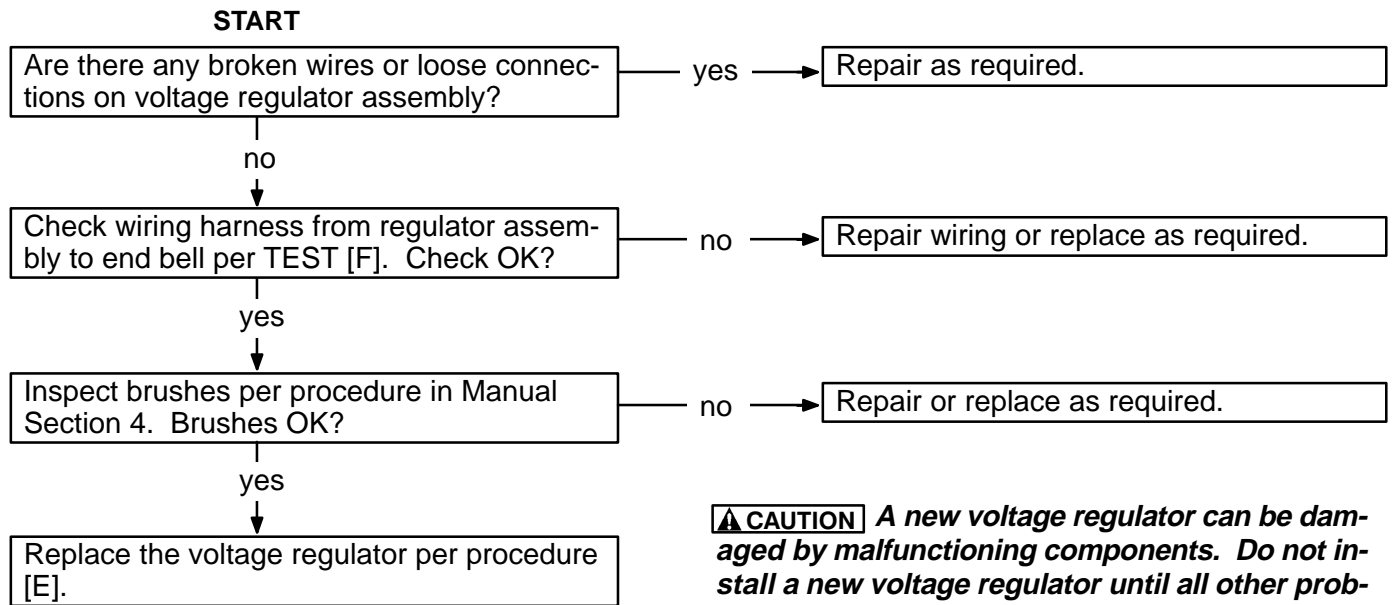 START
Are there any broken wires or loose connec-
tions on voltage regulator assembly?
yes
Repair as required.
no
Check wiring harness from regulator assem-
bly to end bell per TEST [F].  Check OK?
no
Repair wiring or replace as required.
yes
Inspect brushes per procedure in Manual
Section 4.  Brushes OK?
no
Repair or replace as required.
yes
Replace the voltage regulator per procedure
[E].
CAUTION A new voltage regulator can be dam-
aged by malfunctioning components.  Do not in-
stall a new voltage regulator until all other prob-